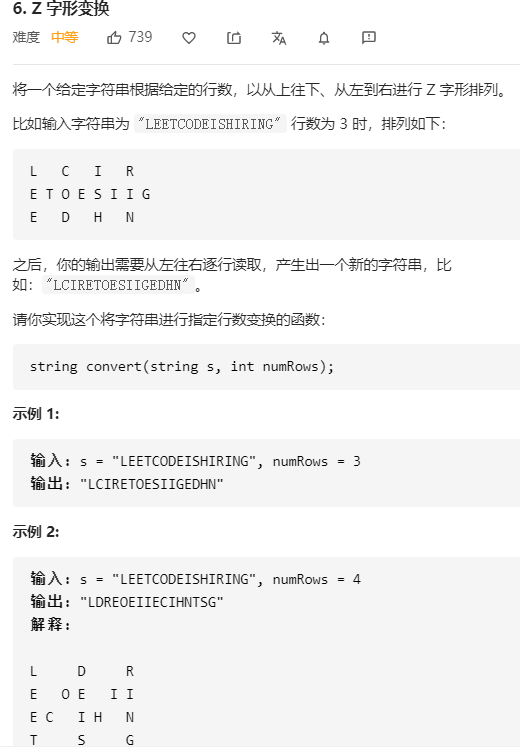 6. Z 字形变换
难度 中等 739
将一个给定字符串根据给定的行数，以从上往下、从左到右进行 Z 字形排列。
比如输入字符串为 "LEETCODEISHIRING" 行数为 3 时，排列如下：
L   C   I   R
E T O E S I I G
E   D   H   N
之后，你的输出需要从左往右逐行读取，产生出一个新的字符串，比
如："LCIRETOESIIGEDHN"。
请你实现这个将字符串进行指定行数变换的函数：
string convert(string s, int numRows);
示例 1:
输入: s = "LEETCODEISHIRING", numRows = 3
输出: "LCIRETOESIIGEDHN"
示例 2:
输入: s = "LEETCODEISHIRING", numRows = 4
输出: "LDREOEIIECIHNTSG"
解释:
L     D     R
E   O E   I I
E C   I H   N
T     S     G